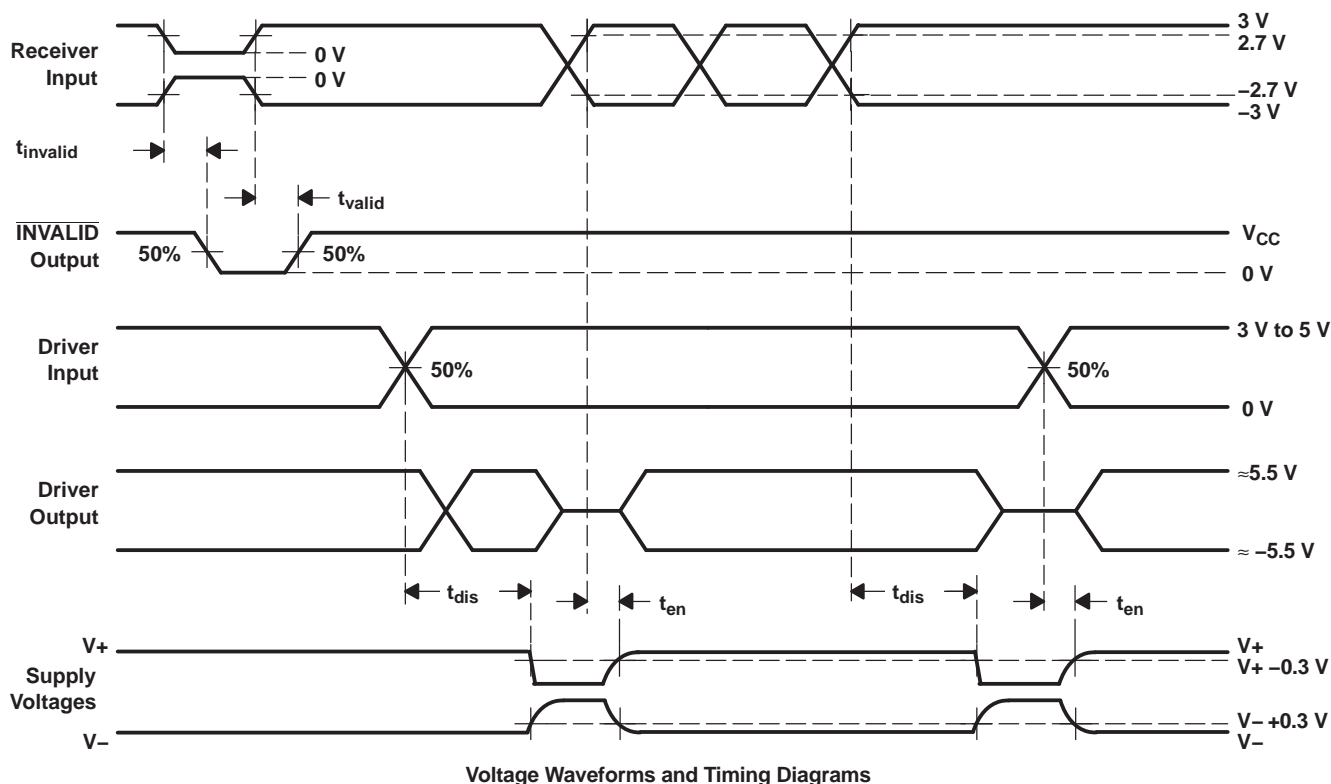 Receiver
Input
0 V
0 V
3 V
2.7 V
–2.7 V
–3 V
tinvalid
tvalid
INVALID
Output
50%
50%
VCC
0 V
Driver
Input
50%
50%
3 V to 5 V
0 V
Driver
Output
≈5.5 V
≈ –5.5 V
tdis
ten
tdis
ten
V+
Supply
Voltages
V–
V+
V+ –0.3 V
V– +0.3 V
V–
Voltage Waveforms and Timing Diagrams